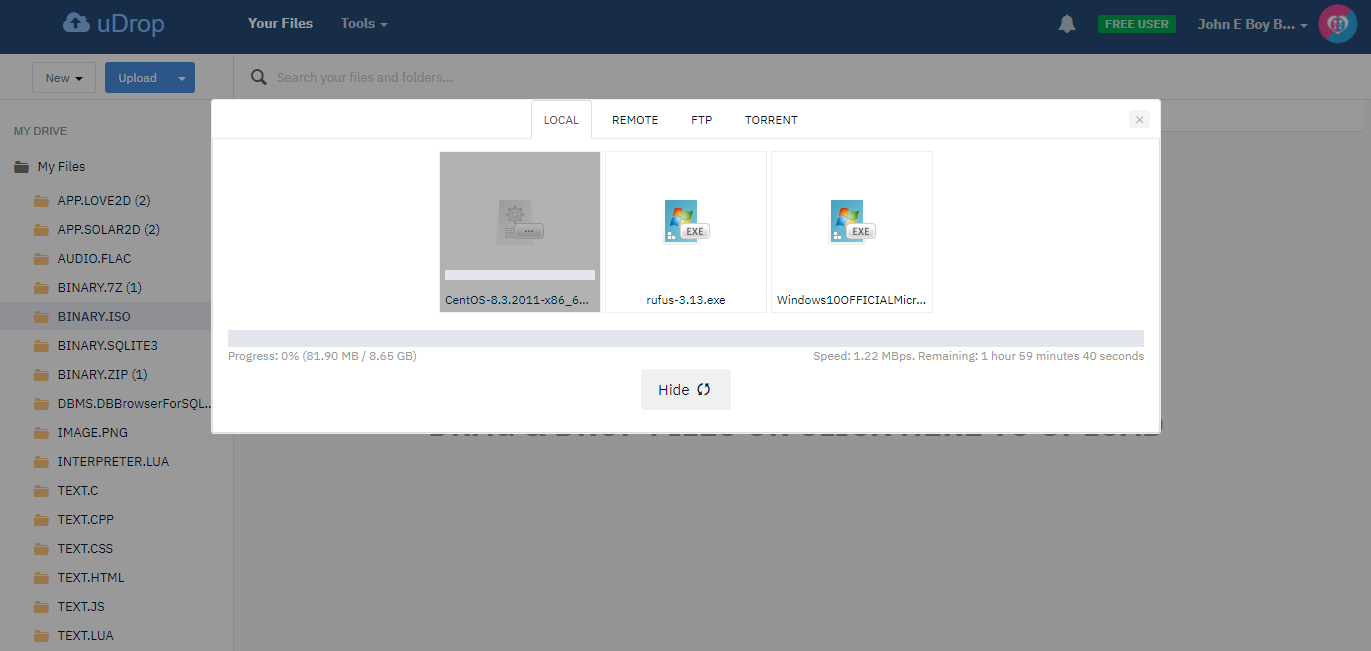 uDrop
Your Files
Tools
FREE USER
John E Boy B...
New
Upload
Search your files and folders...
MY DRIVE
My Files
APP.LOVE2D (2)
APP.SOLAR2D (2)
AUDIO.FLAC
BINARY.7Z (1)
BINARY.ISO
BINARY.SQLITE3
BINARY.ZIP (1)
DBMS.DBBrowserForSQL..
IMAGE.PNG
INTERPRETER.LUA
TEXT.C
TEXT.CPP
TEXT.CSS
TEXT.HTML
TEXT.JS
TEXT.LUA
LOCAL
REMOTE
FTP
TORRENT
...
EXE
EXE
CentOS-8.3.2011-x86_6...
rufus-3.13.exe
Windows10OFFICIALMicr...
Progress: 0% (81.90 MB / 8.65 GB)
Speed: 1.22 MBps. Remaining: 1 hour 59 minutes 40 seconds
Hide